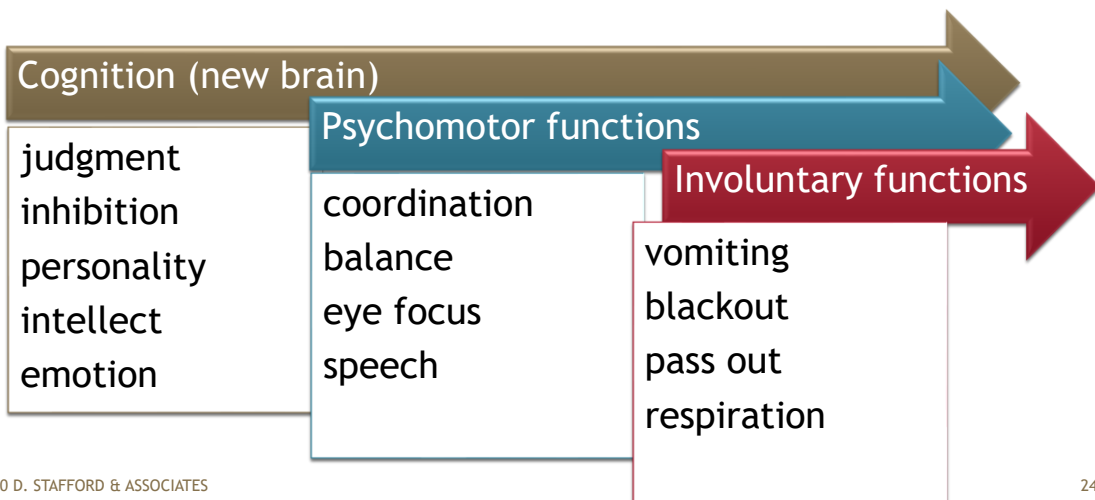 Cognition (new brain)
judgment
inhibition
personality
intellect
emotion
Psychomotor functions
coordination
balance
eye focus
speech
Involuntary functions
vomiting
blackout
pass out
respiration
0 D. STAFFORD & ASSOCIATES
24